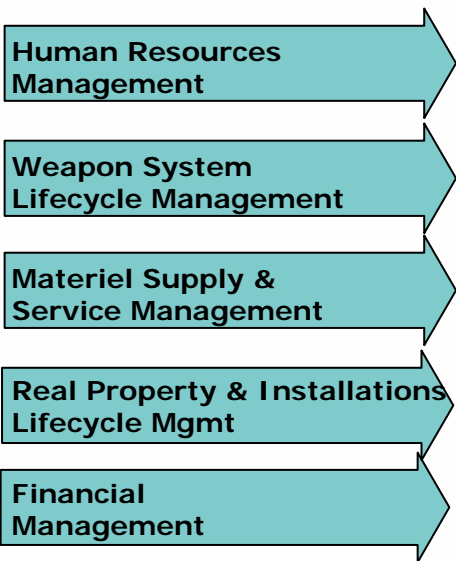 Human Resources
Management
Weapon System
Lifecycle Management
Materiel Supply &
Service Management
Real Property & Installations
Lifecycle Mgmt
Financial
Management